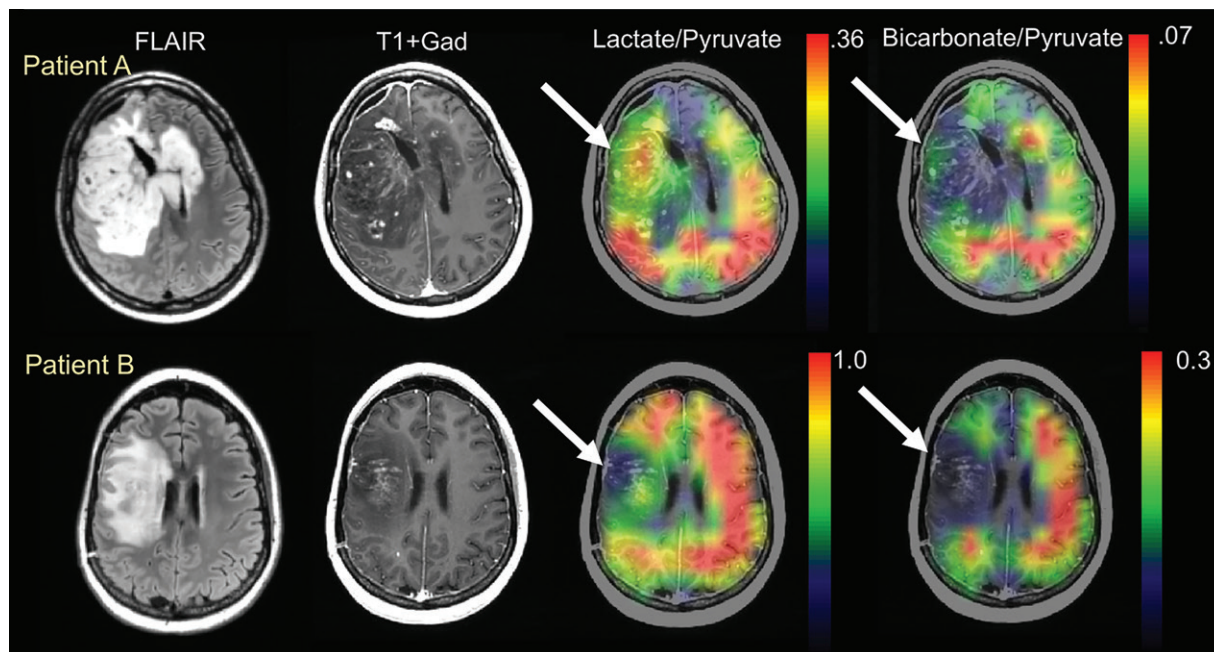 FLAIR T1+Gad Lactate/Pyruvate .36 Bicarbonate/Pyruvate .07
Patient A
Patient B
1.0 0.3